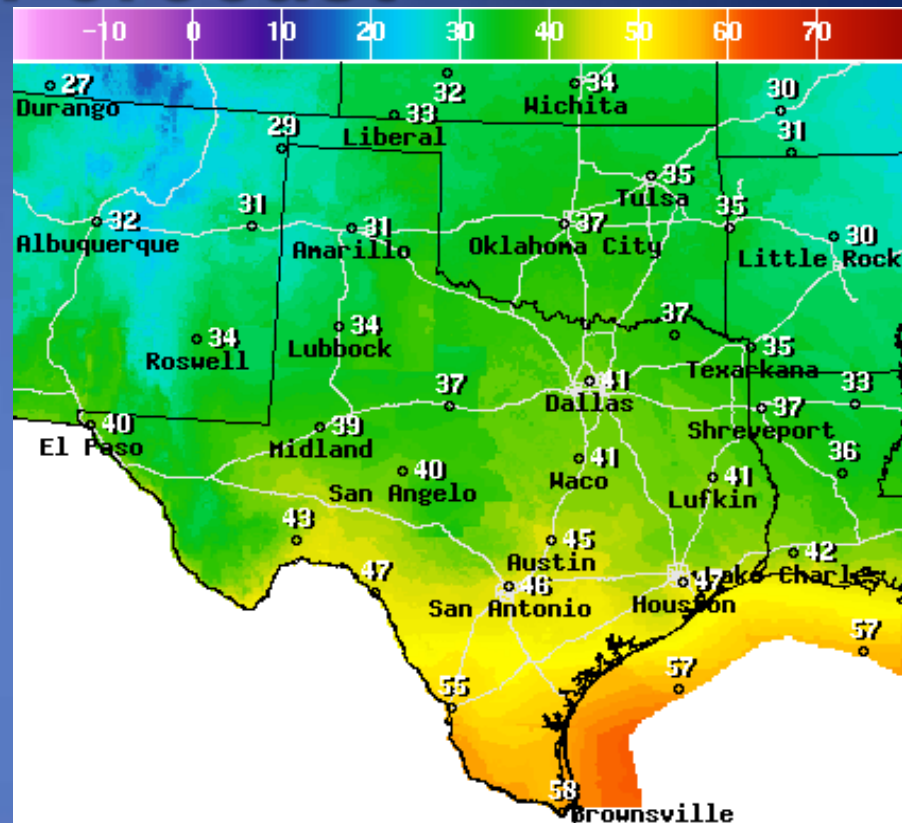 -10 0 10 20 30 40 50 60 70
27 32 34 30
Durango 33 Wichita
Liberal
29 31
35
Tulsa
32 31 31 37 35 30
Albuquerque Amarillo Oklahoma City Little Rock
34 34 37 35
Roswell Lubbock Texarkana
37 41 33
Dallas 37
40 39 Shreveport
El Paso Midland
40 41 41 36
San Angelo Waco Lufkin
43 45 42
Austin
47 46 47 Lake Charles
San Antonio Houston
57
55 57
58
Brownsville